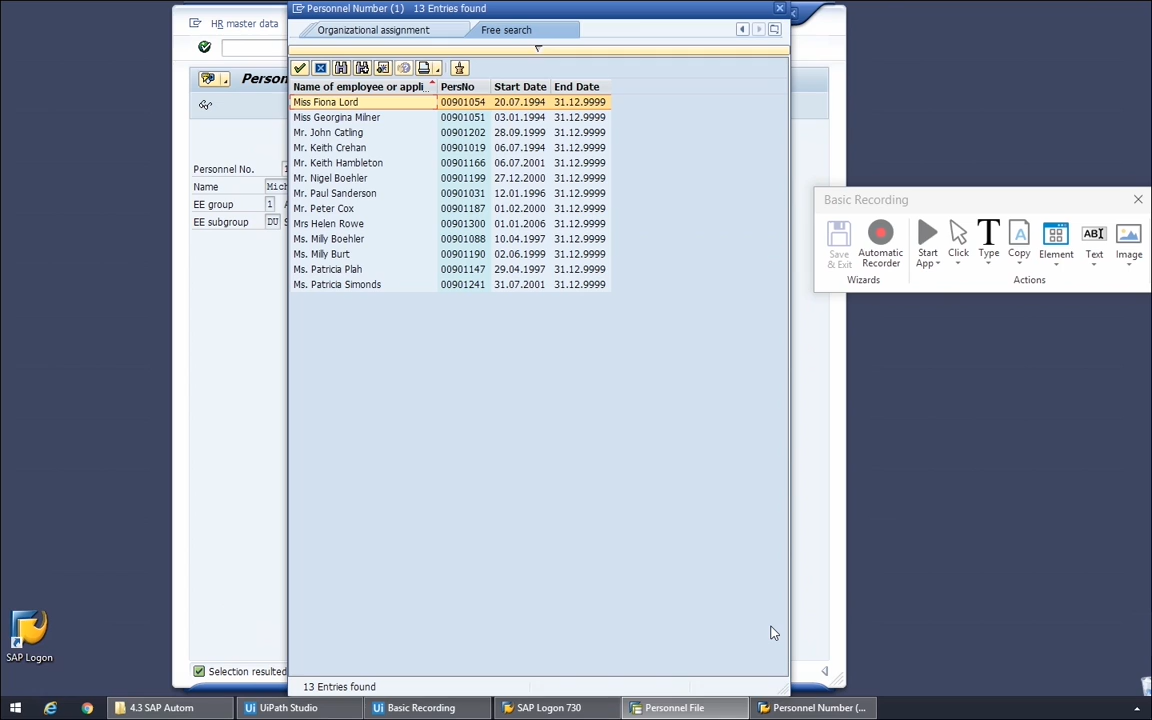 Personnel Number (1) 13 Entries found
HR master data
Organizational assignment
Free search
Name of employee or appli... PersNo Start Date End Date
Miss Fiona Lord 00901054 20.07.1994 31.12.9999
Miss Georgina Milner 00901051 03.01.1994 31.12.9999
Mr. John Catling 00901202 28.09.1999 31.12.9999
Mr. Keith Crehan 00901019 06.07.1994 31.12.9999
Mr. Keith Hambleton 00901166 06.07.2001 31.12.9999
Mr. Nigel Boehler 00901199 27.12.2000 31.12.9999
Mr. Paul Sanderson 00901031 12.01.1996 31.12.9999
Mr. Peter Cox 00901187 01.02.2000 31.12.9999
Mrs Helen Rowe 00901300 01.01.2006 31.12.9999
Ms. Milly Boehler 00901088 10.04.1997 31.12.9999
Ms. Milly Burt 00901190 02.06.1999 31.12.9999
Ms. Patricia Plah 00901147 29.04.1997 31.12.9999
Ms. Patricia Simonds 00901241 31.07.2001 31.12.9999
13 Entries found
Person
Personnel No. 1
Name Mich
EE group 1
EE subgroup DU
Selection resulted
Basic Recording
Save & Exit
Automatic Recorder
Start App
Click
Type
Copy
Element
Text
Image
Wizards
Actions
SAP Logon
4.3 SAP Autom
UiPath Studio
Basic Recording
SAP Logon 730
Personnel File
Personnel Number (...